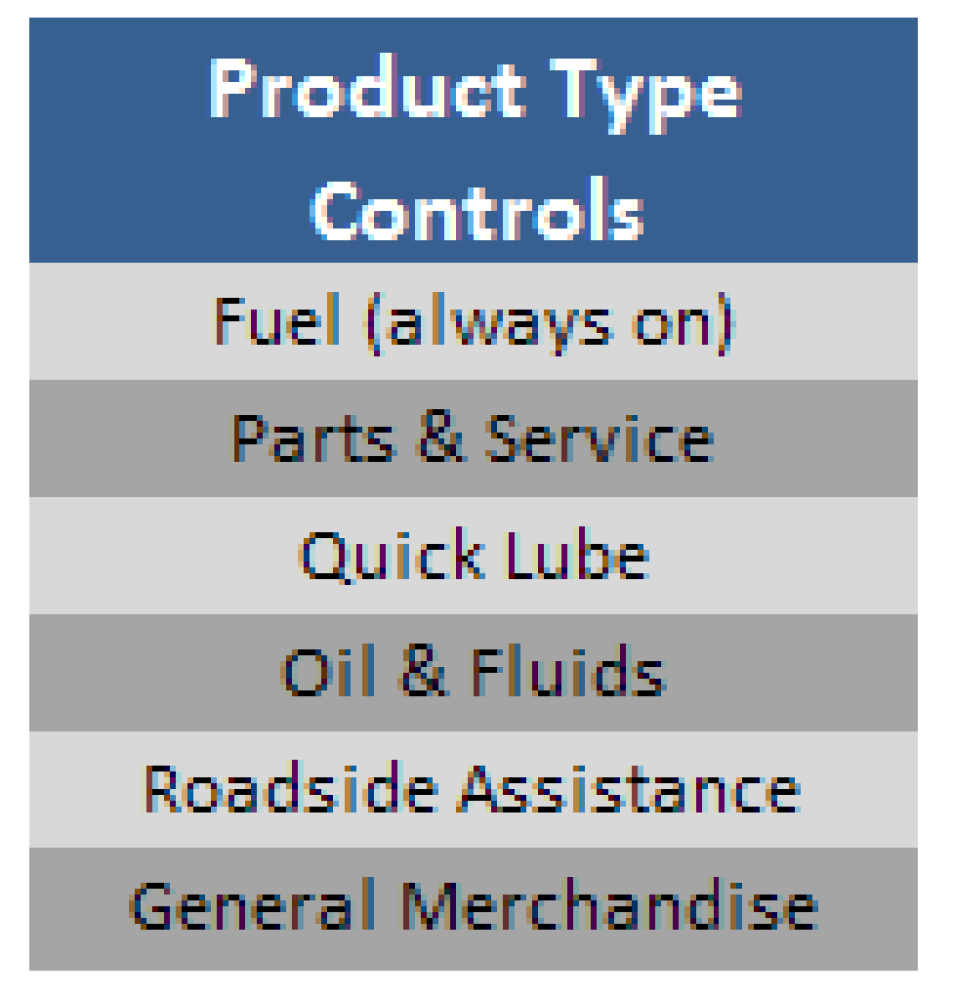 Product Type
Controls
Fuel (always on)
Parts & Service
Quick Lube
Oil & Fluids
Roadside Assistance
General Merchandise